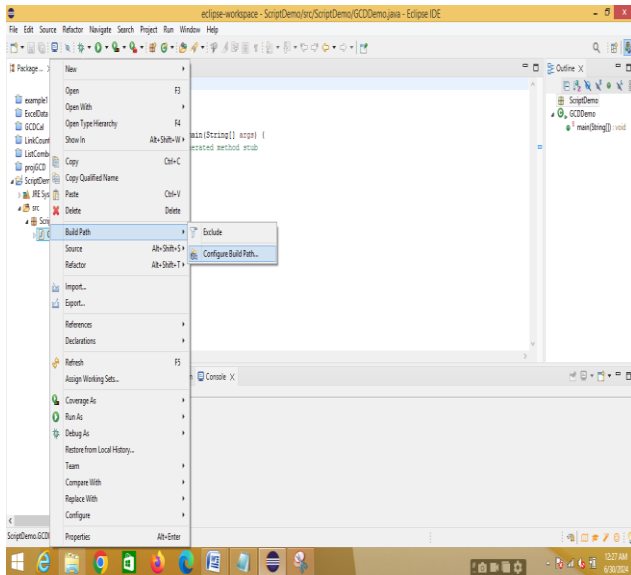 eclipse-workspace - ScriptDemo/src/ScriptDemo/GCDDemo.java - Eclipse IDE
File Edit Source Refactor Navigate Search Project Run Window Help
Package...
Outline
example1
ExcelData
GCDCal
LinkCount
ListCombo
projGCD
ScriptDem
JRE Sys
src
Scri
ScriptDemo
GCDDemo
main(String[]) : void
main(String[] args) {
erated method stub
New
Open F3
Open With
Open Type Hierarchy F4
Show In Alt+Shift+W
Copy Ctrl+C
Copy Qualified Name
Paste Ctrl+V
Delete Delete
Build Path
Exclude
Configure Build Path...
Source Alt+Shift+S
Refactor Alt+Shift+T
Import...
Export...
References
Declarations
Refresh F5
Assign Working Sets...
Coverage As
Run As
Debug As
Restore from Local History...
Team
Compare With
Replace With
Configure
Properties Alt+Enter
Console
ScriptDemo.GCD
12:27 AM
6/30/2024